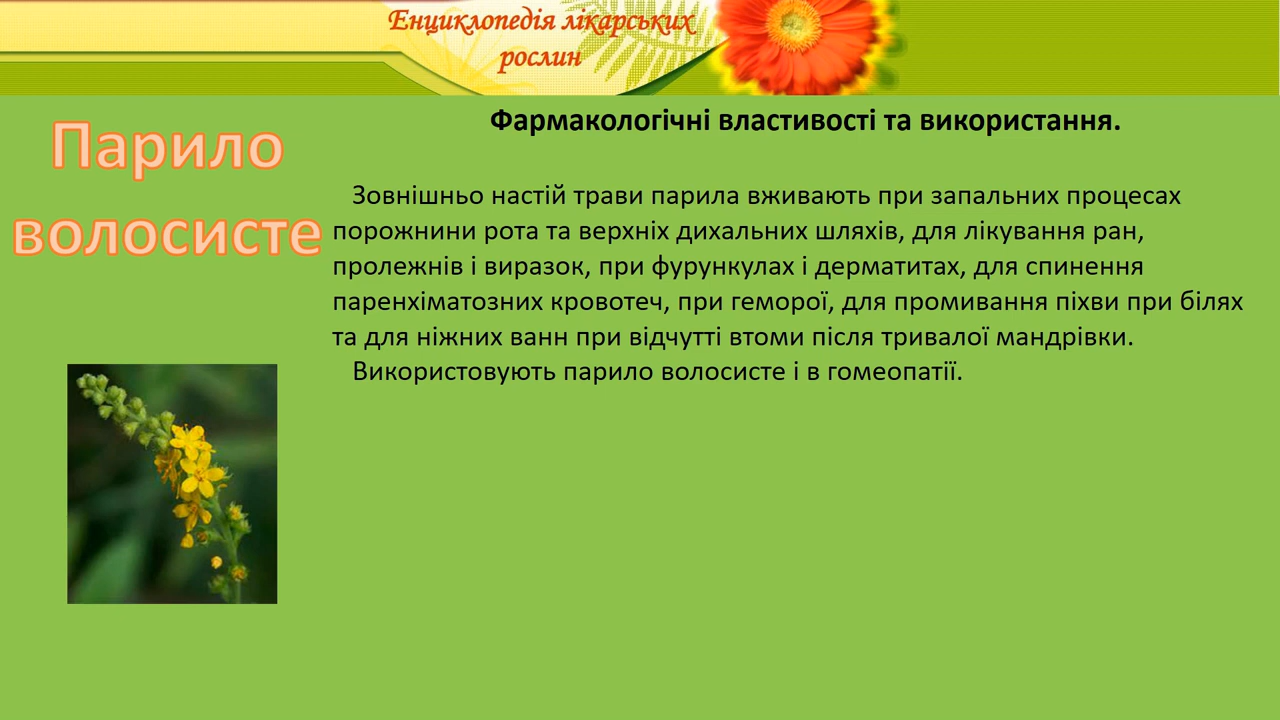 Енциклопедія лікарських
рослин
Парило
волосисте
Фармакологічні властивості та використання.
Зовнішньо настій трави парила вживають при запальних процесах
порожнини рота та верхніх дихальних шляхів, для лікування ран,
пролежнів і виразок, при фурункулах і дерматитах, для спинення
паренхіматозних кровотеч, при геморої, для промивання піхви при білях
та для ніжних ванн при відчутті втоми після тривалої мандрівки.
Використовують парило волосисте і в гомеопатії.